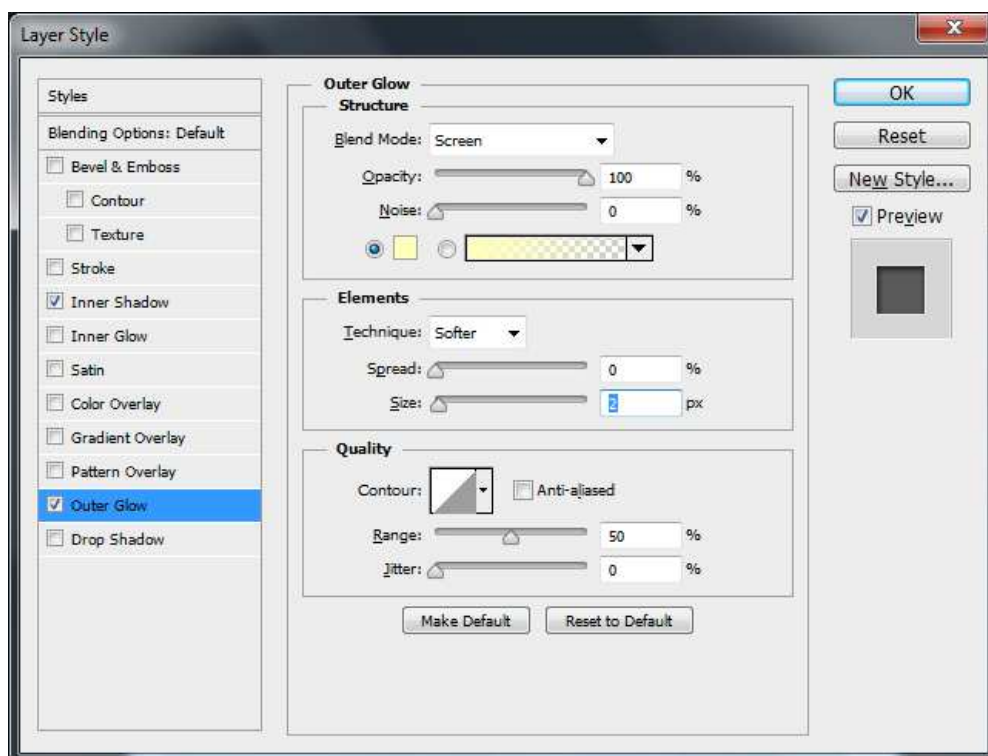 Layer Style
x
Styles
Blending Options: Default
Bevel & Emboss
Contour
Texture
Stroke
Inner Shadow
Inner Glow
Satin
Color Overlay
Gradient Overlay
Pattern Overlay
Outer Glow
Drop Shadow
Outer Glow
Structure
Blend Mode: Screen
Opacity: 100 %
Noise: 0 %
Elements
Technique: Softer
Spread: 0 %
Size: 2 px
Quality
Contour: Anti-aliased
Range: 50 %
Jitter: 0 %
Make Default Reset to Default
OK
Reset
New Style...
Preview